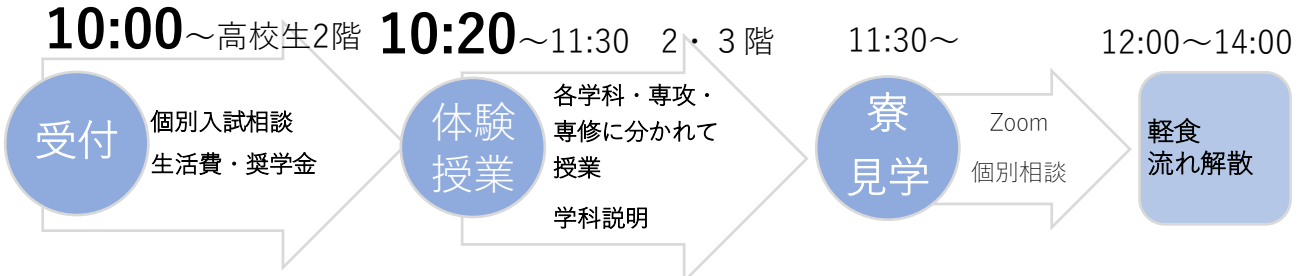 10:00～高校生2階
受付
個別入試相談
生活費・奨学金
10:20～11:30　2・３階
体験
授業
各学科・専攻・
専修に分かれて
授業
学科説明
11:30～
寮
見学
Zoom
個別相談
12:00～14:00
軽食
流れ解散